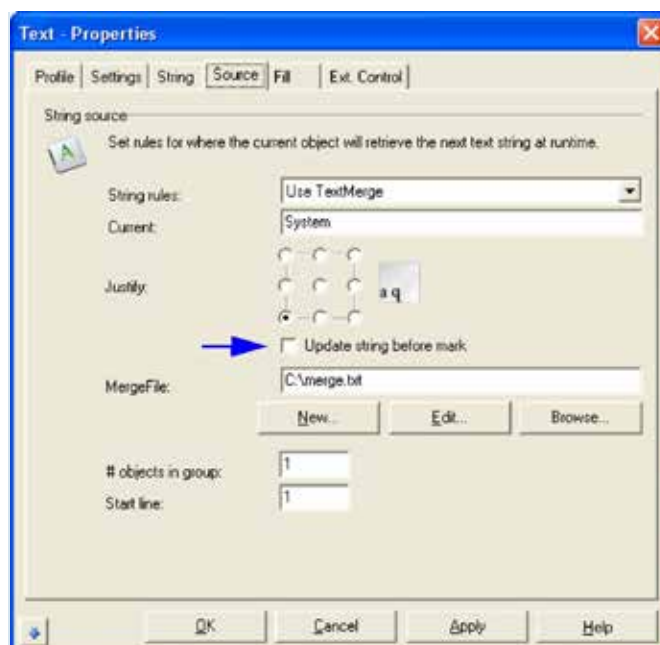 Text - Properties
Profile Settings String Source Fill Ext. Control
String source
A
Set rules for where the current object will retrieve the next text string at runtime.
String rules: Use TextMerge
Current: System
Justify: a q
Update string before mark
MergeFile: C:\merge.txt
New... Edit... Browse...
# objects in group: 1
Start line: 1
OK Cancel Apply Help